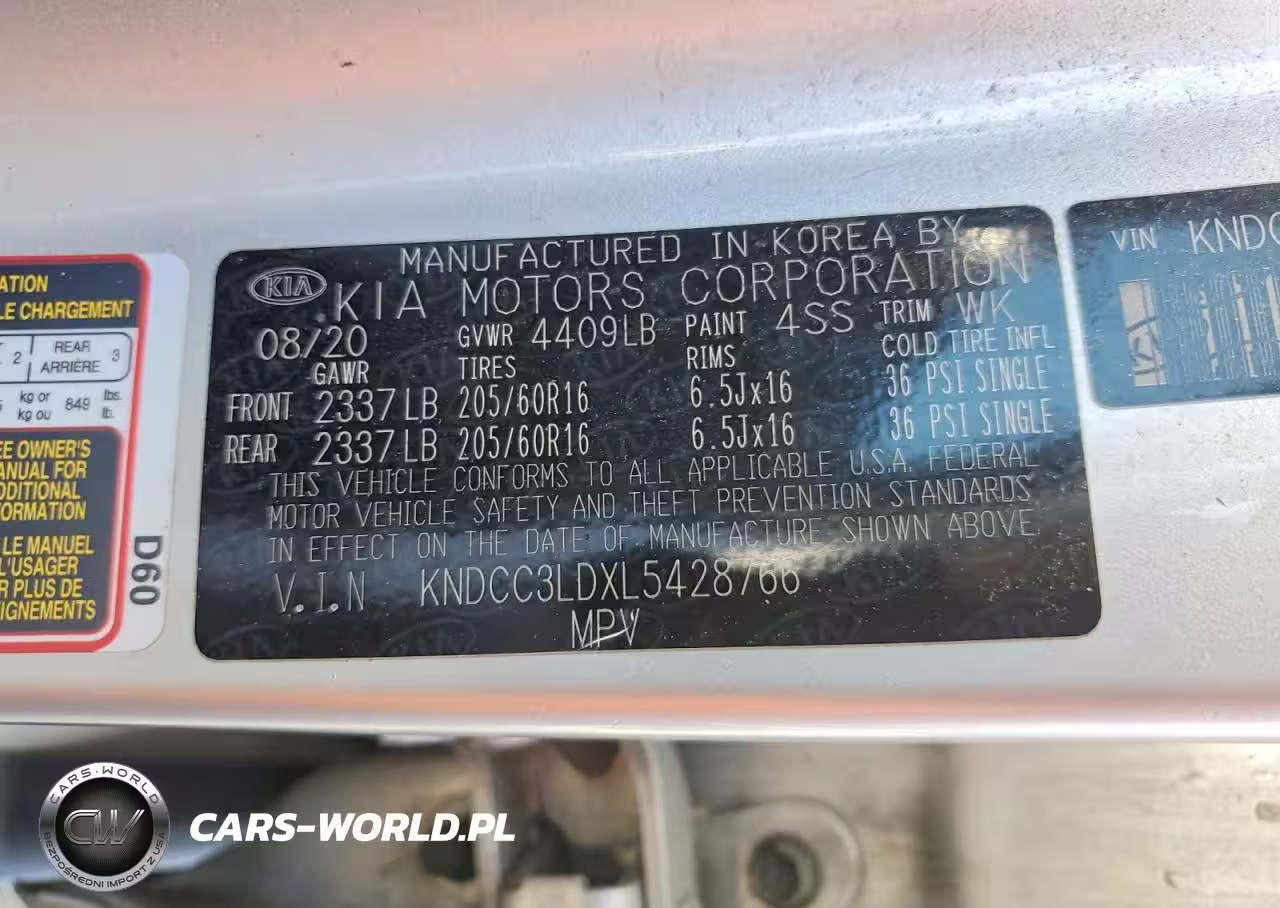 ATION
LE CHARGEMENT
2 REAR ARRIÈRE 3
kg or kg ou 849 lbs. lb.
EE OWNER'S
ANUAL FOR
DDITIONAL
FORMATION
LE MANUEL
L'USAGER
R PLUS DE
IGNEMENTS
D60
KIA
MANUFACTURED IN KOREA BY
KIA MOTORS CORPORATION
08/20 GVWR 4409LB PAINT 4SS TRIM WK
GAWR TIRES RIMS COLD TIRE INFL
FRONT 2337LB 205/60R16 6.5Jx16 36 PSI SINGLE
REAR 2337LB 205/60R16 6.5Jx16 36 PSI SINGLE
THIS VEHICLE CONFORMS TO ALL APPLICABLE U.S.A. FEDERAL
MOTOR VEHICLE SAFETY AND THEFT PREVENTION STANDARDS
IN EFFECT ON THE DATE OF MANUFACTURE SHOWN ABOVE
V.I.N KNDCC3LDXL5428766
MPV
VIN KNDC
CARS-WORLD
CW
BEZPOŚREDNI IMPORT Z USA
CARS-WORLD.PL